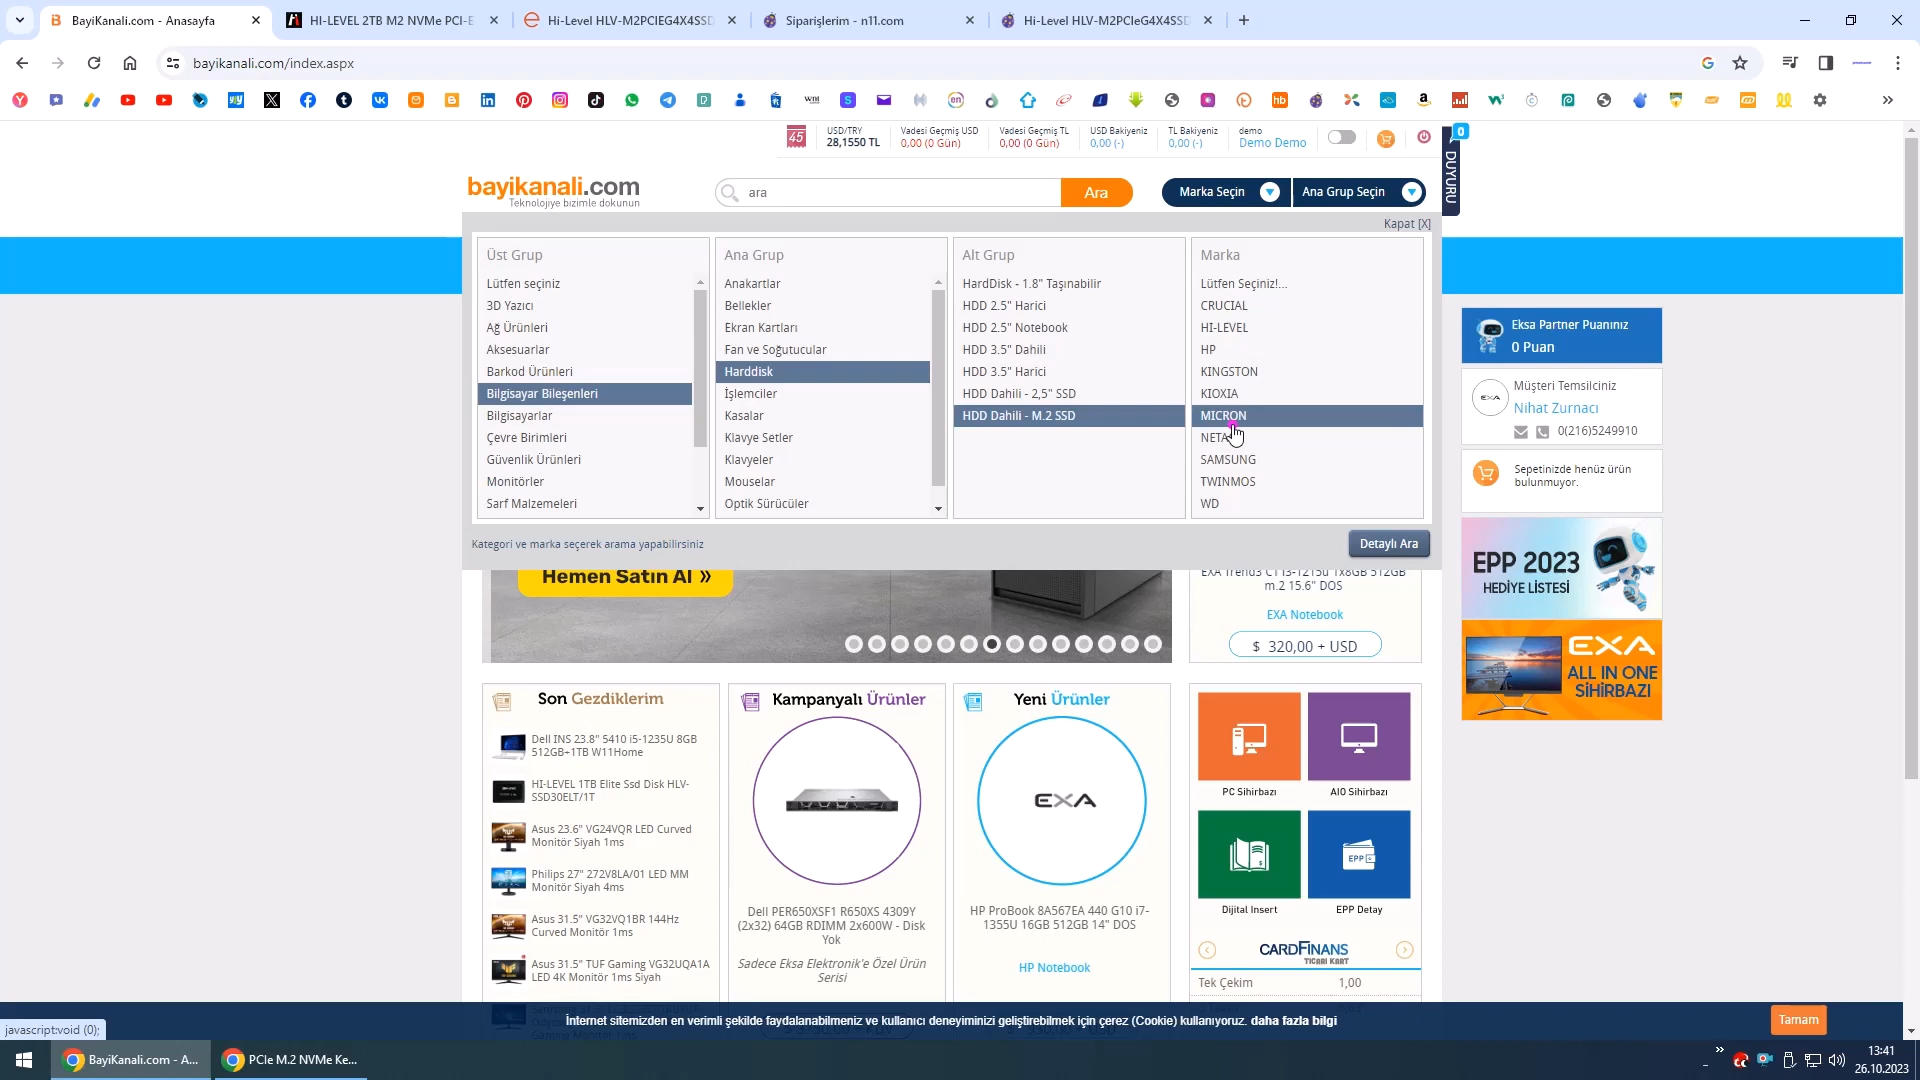 BayiKanali.com - Anasayfa
HI-LEVEL 2TB M2 NVMe PCI-E
Hi-Level HLV-M2PCIEG4X4SSD
Siparişlerim - n11.com
Hi-Level HLV-M2PCIeG4X4SSD
bayikanali.com/index.aspx
45
USD/TRY
28,1550 TL
Vadesi Geçmiş USD
0,00 (0 Gün)
Vadesi Geçmiş TL
0,00 (0 Gün)
USD Bakiyeniz
0,00 (-)
TL Bakiyeniz
0,00 (-)
demo
Demo Demo
0
DUYURU
bayikanali.com
Teknolojiye bizimle dokunun
ara
Ara
Marka Seçin
Ana Grup Seçin
Kapat [X]
Üst Grup
Lütfen seçiniz
3D Yazıcı
Ağ Ürünleri
Aksesuarlar
Barkod Ürünleri
Bilgisayar Bileşenleri
Bilgisayarlar
Çevre Birimleri
Güvenlik Ürünleri
Monitörler
Sarf Malzemeleri
Ana Grup
Anakartlar
Bellekler
Ekran Kartları
Fan ve Soğutucular
Harddisk
İşlemciler
Kasalar
Klavye Setler
Klavyeler
Mouselar
Optik Sürücüler
Alt Grup
HardDisk - 1.8" Taşınabilir
HDD 2.5" Harici
HDD 2.5" Notebook
HDD 3.5" Dahili
HDD 3.5" Harici
HDD Dahili - 2,5" SSD
HDD Dahili - M.2 SSD
Marka
Lütfen Seçiniz!...
CRUCIAL
HI-LEVEL
HP
KINGSTON
KIOXIA
MICRON
NETA
SAMSUNG
TWINMOS
WD
Kategori ve marka seçerek arama yapabilirsiniz
Detaylı Ara
Eksa Partner Puanınız
0 Puan
EXA
Müşteri Temsilciniz
Nihat Zurnacı
0(216)5249910
Sepetinizde henüz ürün
bulunmuyor.
EPP 2023
HEDİYE LİSTESİ
EXA
ALL IN ONE
SİHİRBAZI
Hemen Satın Al »
EXA Trend3 C1 i3-1215U 1x8GB 512GB
m.2 15.6" DOS
EXA Notebook
$ 320,00 + USD
Son Gezdiklerim
Dell INS 23.8" 5410 i5-1235U 8GB
512GB+1TB W11Home
HI-LEVEL 1TB Elite Ssd Disk HLV-
SSD30ELT/1T
Asus 23.6" VG24VQR LED Curved
Monitör Siyah 1ms
Philips 27" 272V8LA/01 LED MM
Monitör Siyah 4ms
Asus 31.5" VG32VQ1BR 144Hz
Curved Monitör 1ms
Asus 31.5" TUF Gaming VG32UQA1A
LED 4K Monitör 1ms Siyah
Kampanyalı Ürünler
Dell PER650XSF1 R650XS 4309Y
(2x32) 64GB RDIMM 2x600W - Disk
Yok
Sadece Eksa Elektronik'e Özel Ürün
Serisi
Yeni Ürünler
EXA
HP ProBook 8A567EA 440 G10 i7-
1355U 16GB 512GB 14" DOS
HP Notebook
PC Sihirbazı
AIO Sihirbazı
Dijital Insert
EPP
EPP Detay
CARDFINANS
TİCARİ KART
Tek Çekim 1,00
javascript:void (0);
İnternet sitemizden en verimli şekilde faydalanabilmeniz ve kullanıcı deneyiminizi geliştirebilmek için çerez (Cookie) kullanıyoruz. daha fazla bilgi
Tamam
BayiKanali.com - A...
PCIe M.2 NVMe Ke...
13:41
26.10.2023